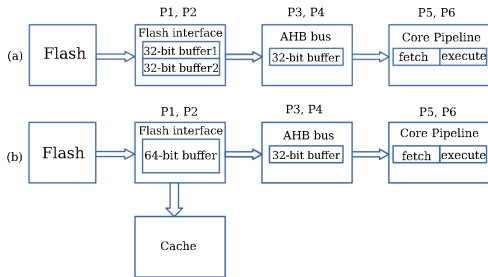 P1, P2
P3, P4
P5, P6
(a)
Flash
Flash interface
32-bit buffer1
32-bit buffer2
AHB bus
32-bit buffer
Core Pipeline
fetch
execute
P1, P2
P3, P4
P5, P6
(b)
Flash
Flash interface
64-bit buffer
AHB bus
32-bit buffer
Core Pipeline
fetch
execute
Cache